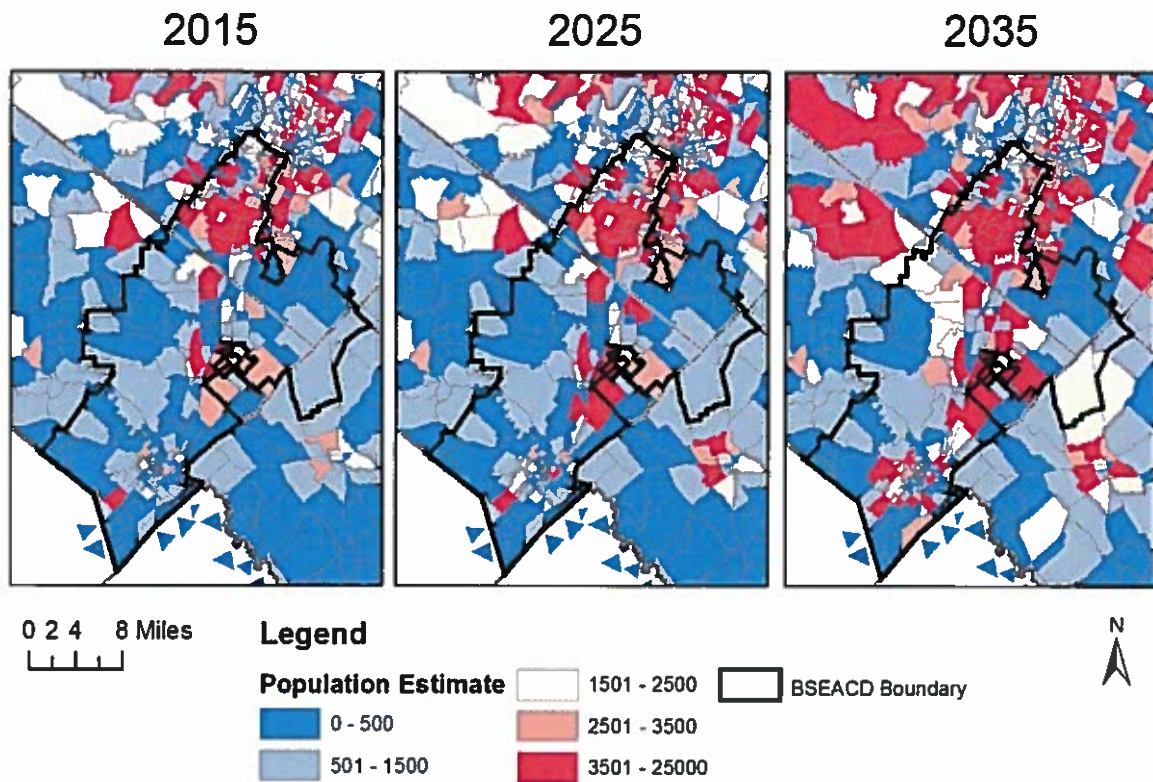 2015 2025 2035
0 2 4 8 Miles
N
Legend
Population Estimate
0 - 500
501 - 1500
1501 - 2500
2501 - 3500
3501 - 25000
BSEACD Boundary